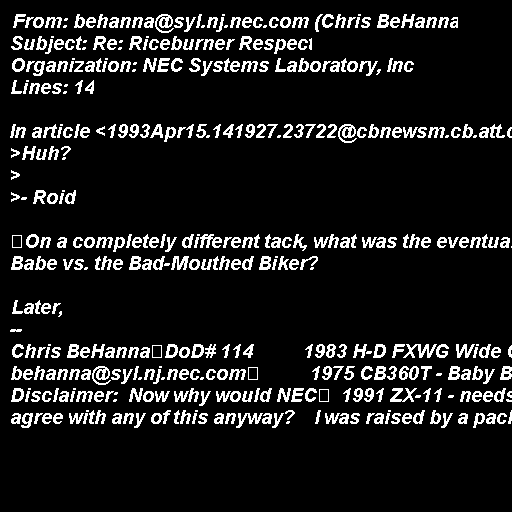 From: behanna@syl.nj.nec.com (Chris BeHanna
Subject: Re: Riceburner Respect
Organization: NEC Systems Laboratory, Inc
Lines: 14

In article <1993Apr15.141927.23722@cbnewsm.cb.att.
>Huh?
>
>- Roid

On a completely different tack, what was the
Babe vs. the Bad-Mouthed Biker?

Later,
--
Chris BeHanna DoD# 114 1983 H-D FXWG Wide
behanna@syl.nj.nec.com 1975 CB360T - Baby
Disclaimer: Now why would NEC 1991 ZX-11 - needs
agree with any of this anyway? I was raised by a